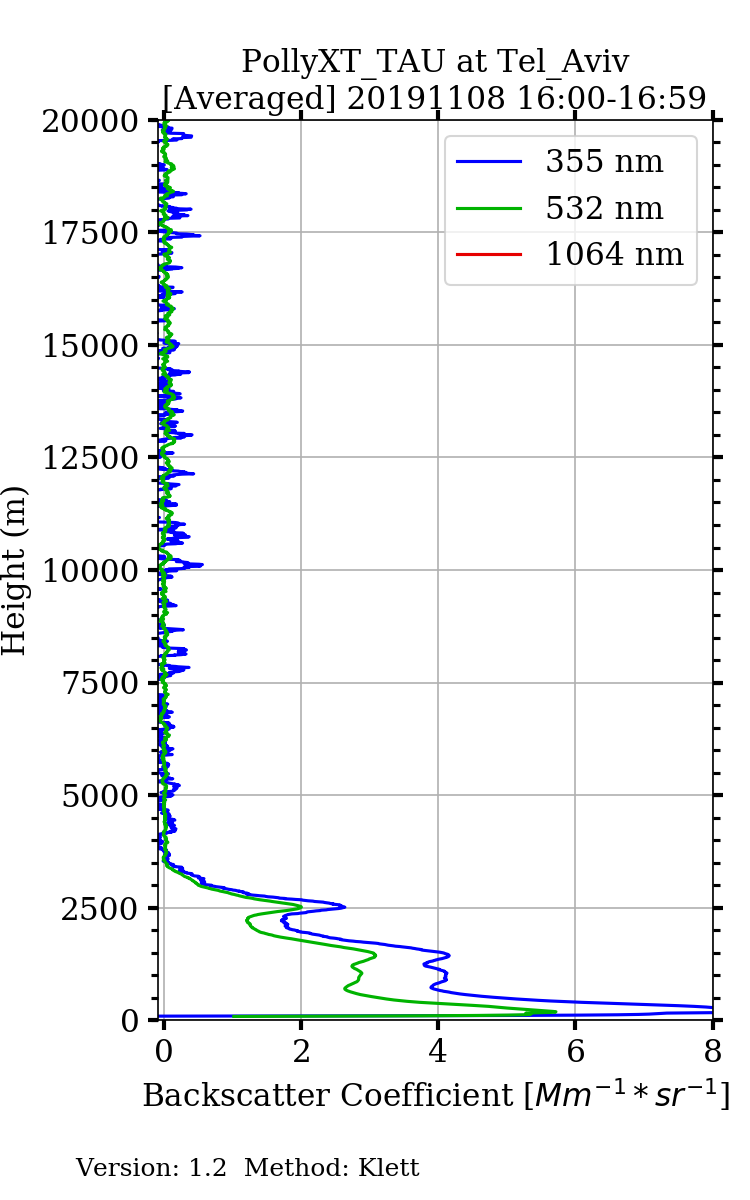 PollyXT_TAU at Tel_Aviv
[Averaged] 20191108 16:00-16:59
20000
17500
15000
12500
10000
7500
5000
2500
0
Height (m)
355 nm
532 nm
1064 nm
0 2 4 6 8
Backscatter Coefficient [Mm⁻¹ * sr⁻¹]
Version: 1.2 Method: Klett